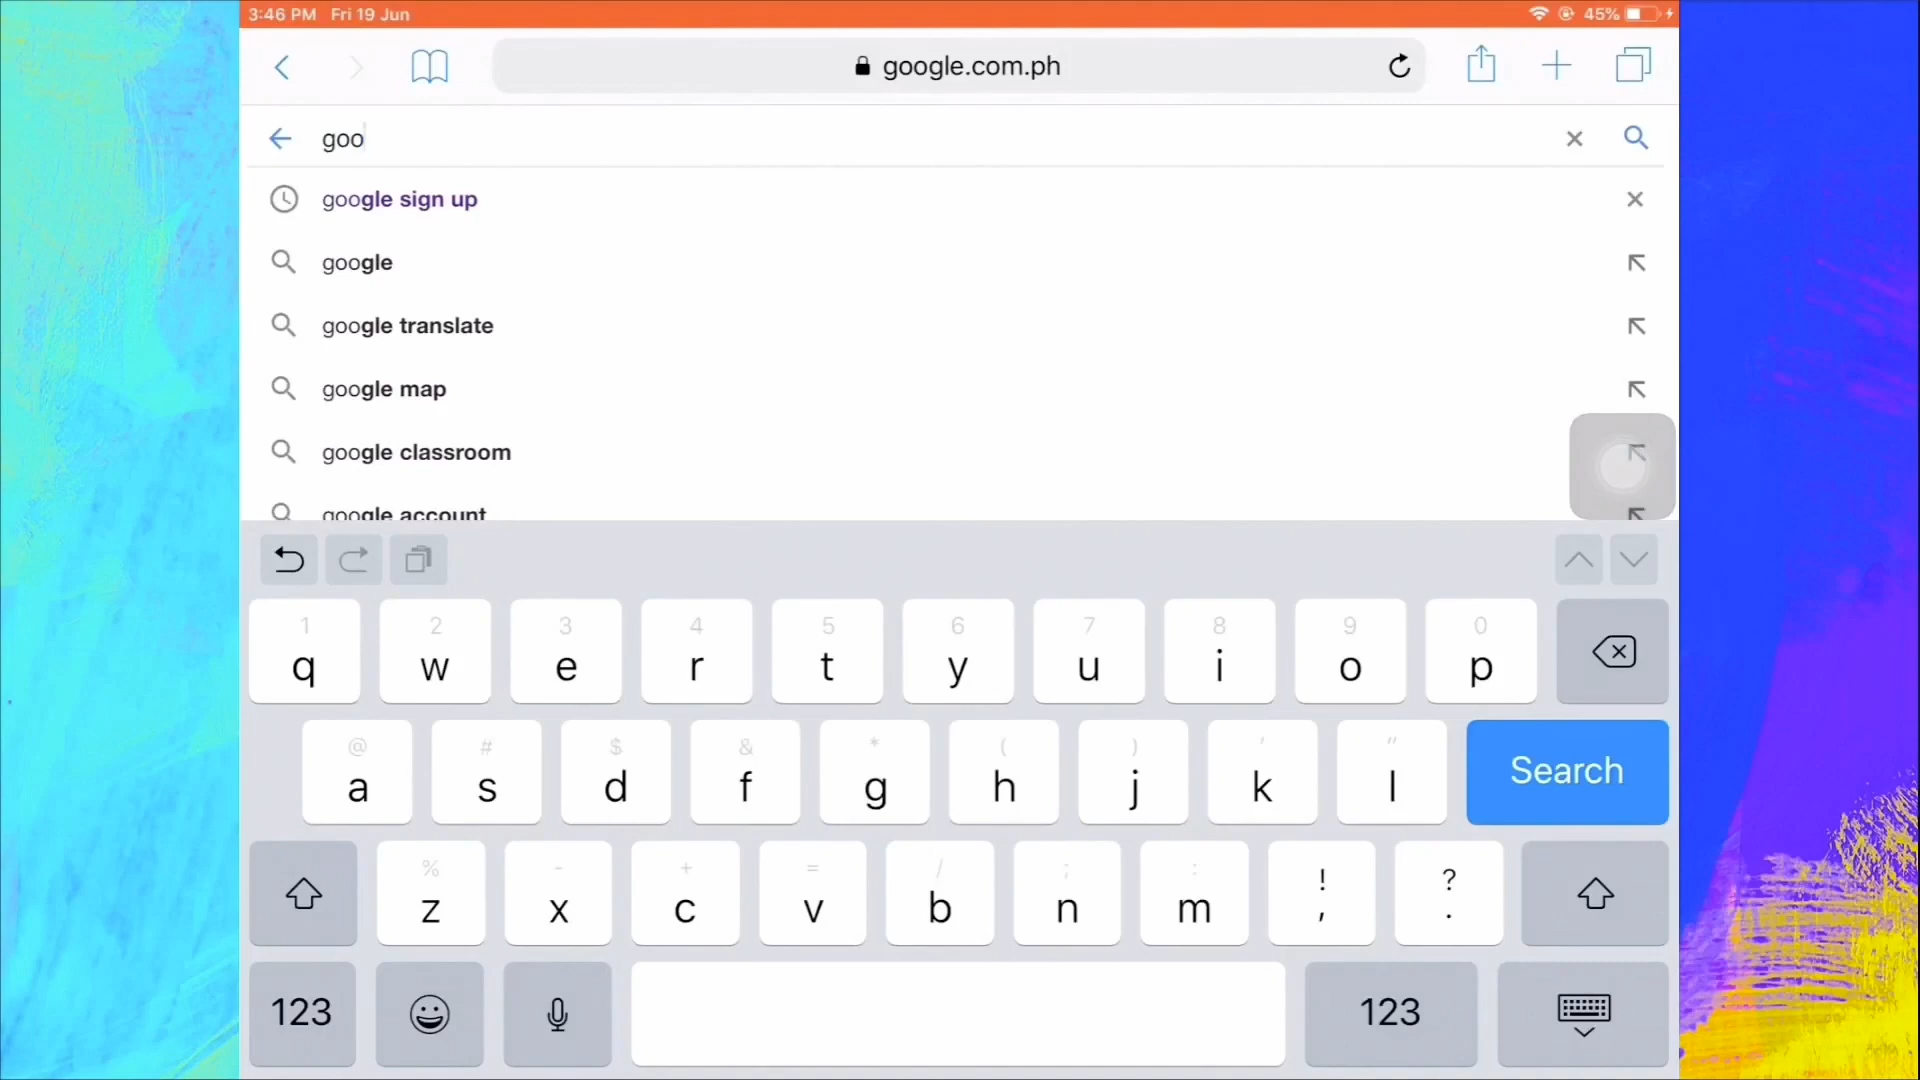 3:46 PM Fri 19 Jun 45%
google.com.ph
goo
google sign up
google
google translate
google map
google classroom
google account
1 2 3 4 5 6 7 8 9 0
q w e r t y u i o p
@ # $ & * ( ) ' "
a s d f g h j k l Search
% - + = / ; : ! ?
z x c v b n m , .
123 123